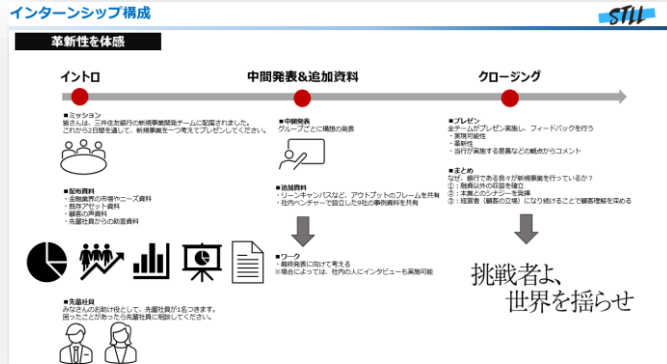 インターンシップ構成
STLL
革新性を体感
イントロ
中間発表&追加資料
クロージング
■ミッション
皆さんは、三井住友銀行の新規事業開発チームに配属されました。
これから2日間を通して、新規事業を一つ考えてプレゼンしてください。
■配布資料
・金融業界の市場やニーズ資料
・既存アセット資料
・顧客の声資料
・先輩社員からの助言資料
■先輩社員
みなさんのお助け役として、先輩社員が1名つきます。
困ったことがあったら先輩社員に相談してください。
■中間発表
グループごとに構想の発表
■追加資料
・リーンキャンバスなど、アウトプットのフレームを共有
・社内ベンチャーで設立した9社の事例資料を共有
■ワーク
・最終発表に向けて考える
※場合によっては、社内の人にインタビューも実施可能
■プレゼン
全チームがプレゼン実施し、フィードバックを行う
・実現可能性
・革新性
・当行が実施する意義などの観点からコメント
■まとめ
なぜ、銀行である我々が新規事業を行っているか？
①：融資以外の収益を確立
②：本業とのシナジーを発揮
③：経営者（顧客の立場）になり続けることで顧客理解を深める
挑戦者よ、
世界を揺らせ